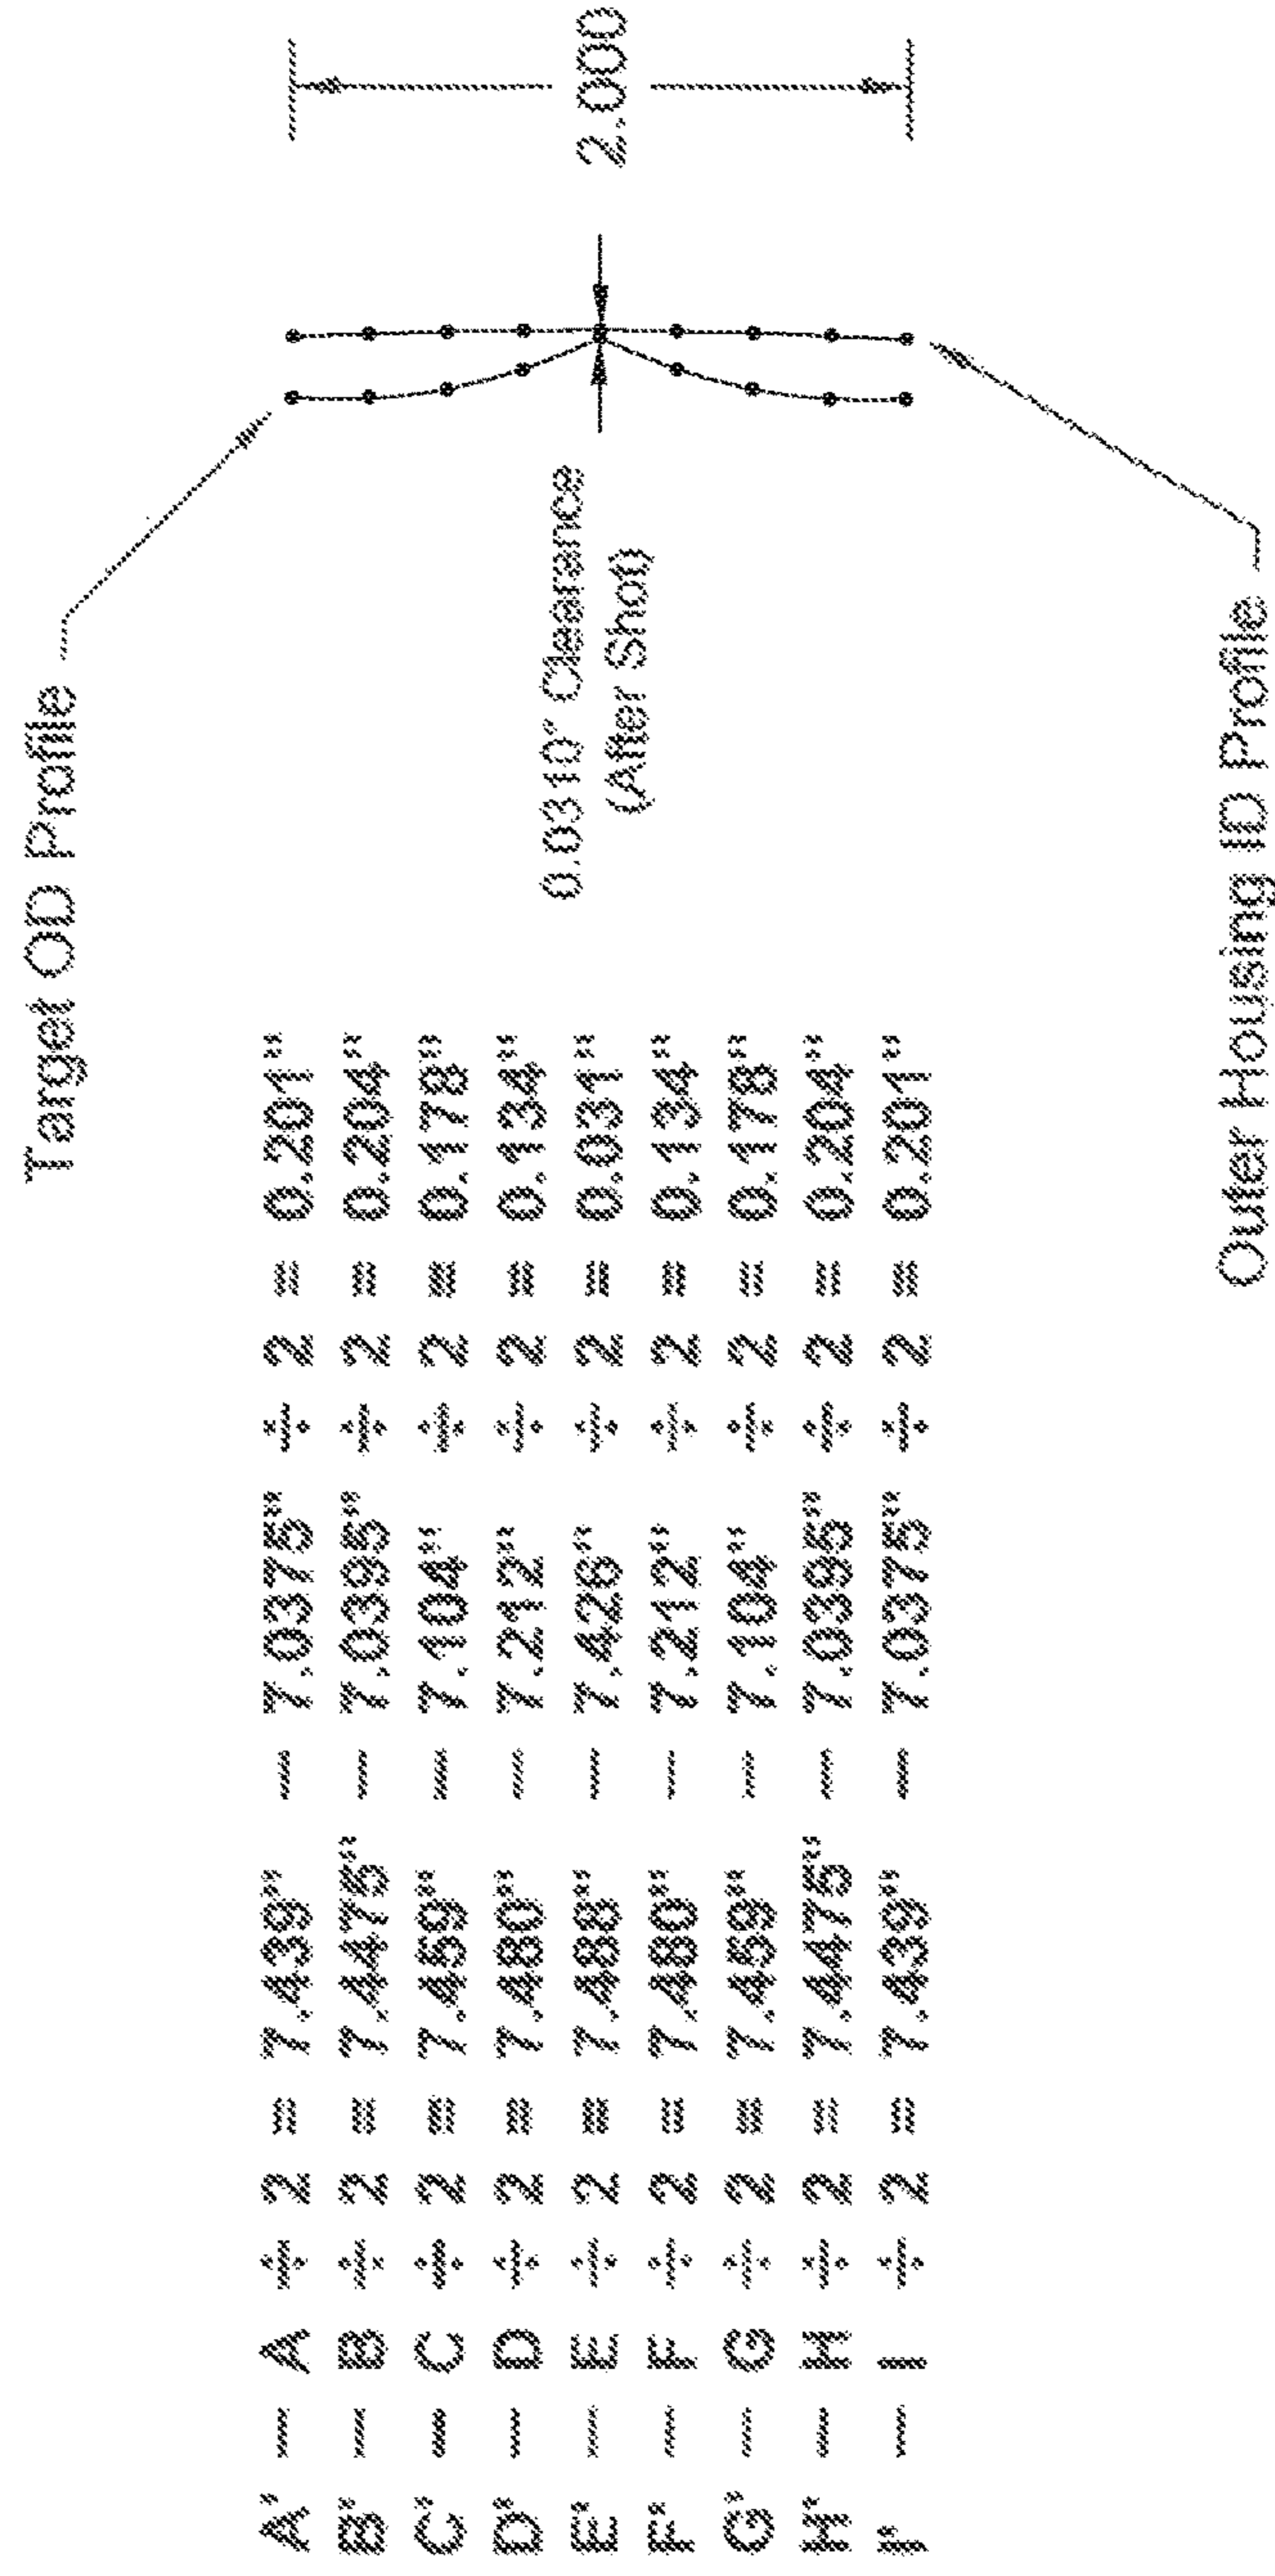 Target OD Profile
A' — A ÷ 2 = 7.439" — 7.0375" ÷ 2 = 0.201"
B' — B ÷ 2 = 7.4475" — 7.0395" ÷ 2 = 0.204"
C' — C ÷ 2 = 7.459" — 7.104" ÷ 2 = 0.178"
D' — D ÷ 2 = 7.480" — 7.212" ÷ 2 = 0.134"
E' — E ÷ 2 = 7.488" — 7.426" ÷ 2 = 0.031"
F' — F ÷ 2 = 7.480" — 7.212" ÷ 2 = 0.134"
G' — G ÷ 2 = 7.459" — 7.104" ÷ 2 = 0.178"
H' — H ÷ 2 = 7.4475" — 7.0395" ÷ 2 = 0.204"
I' — I ÷ 2 = 7.439" — 7.0375" ÷ 2 = 0.201"
0.0310" Clearance
(After Shot)
2.000
Outer Housing ID Profile